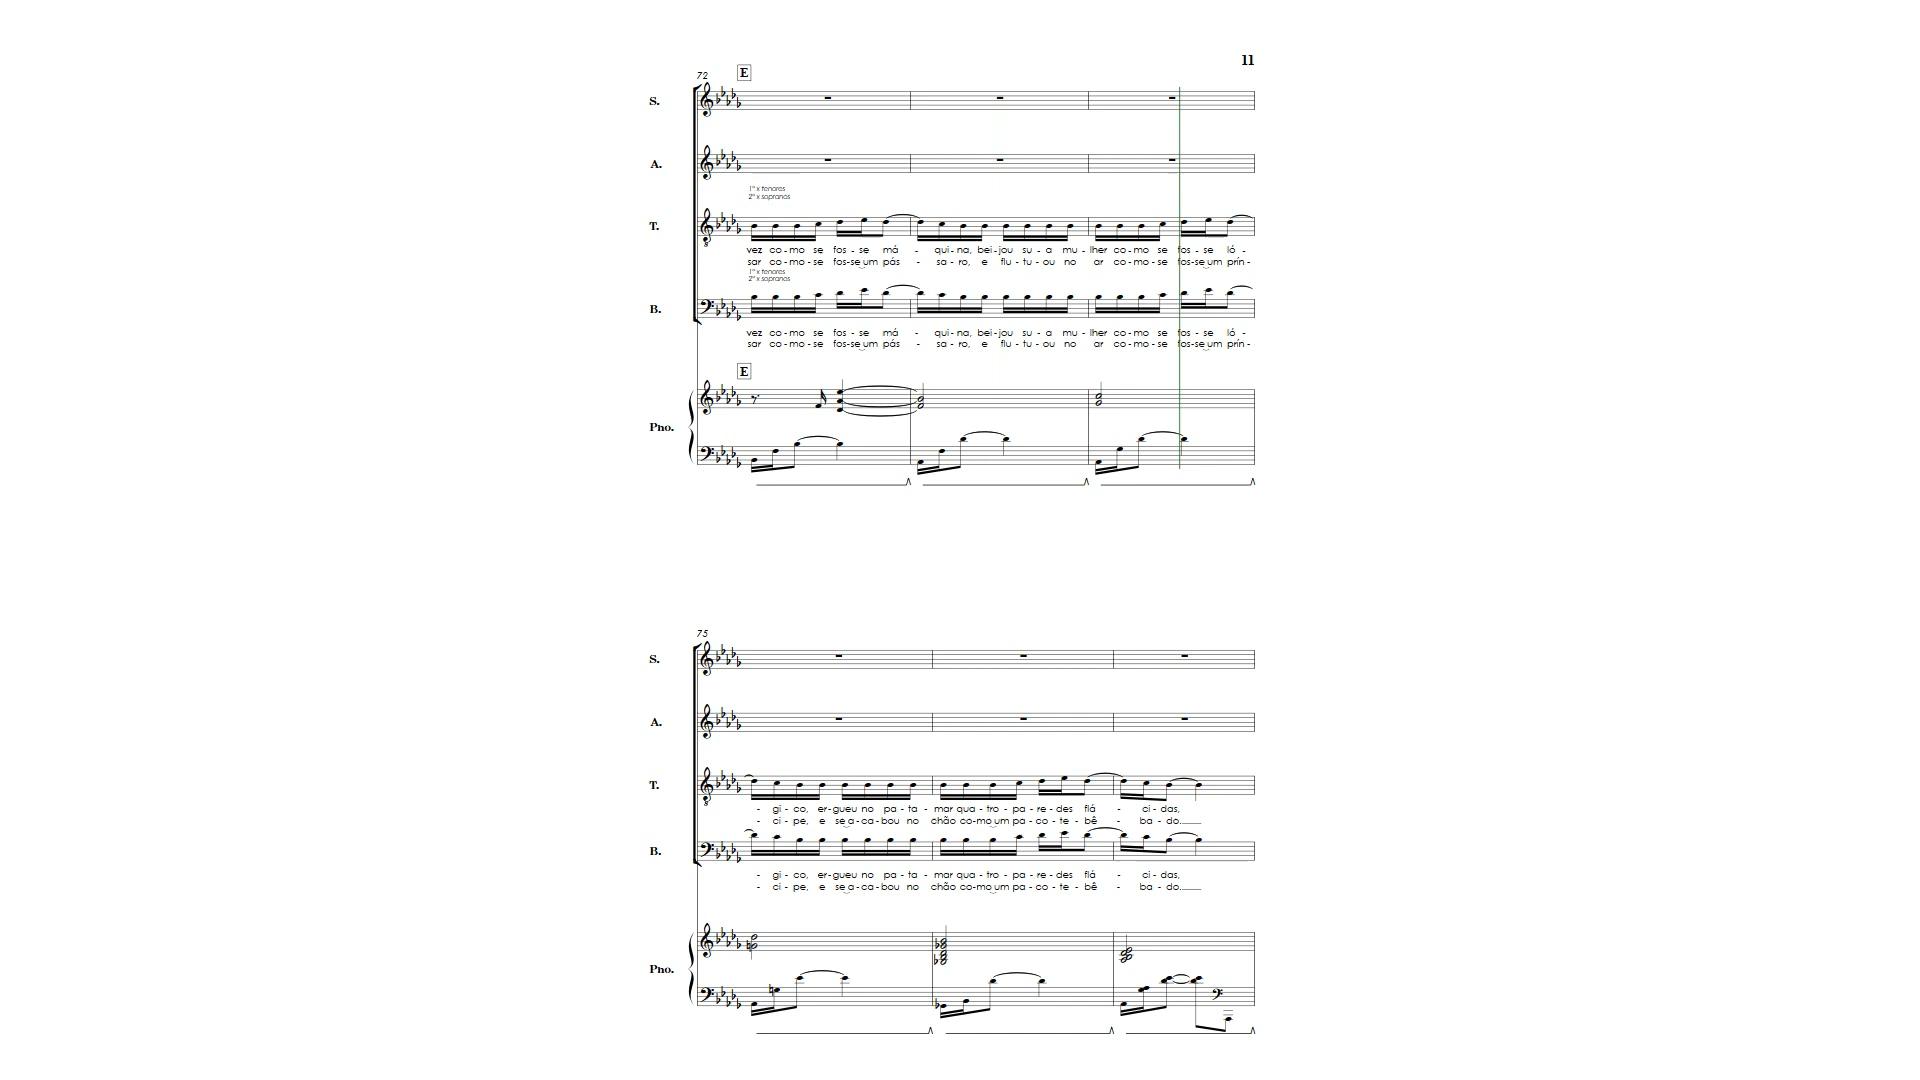 11
72 E
S.
A.
1ª x tenores
2ª x sopranos
T.
vez co - mo se fos - se má - qui - na, bei - jou su - a mu - lher co - mo se fos - se ló -
sar co - mo - se fos - se um pás - sa - ro, e flu - tu - ou no ar co - mo - se fos - se um prín -
1ª x tenores
2ª x sopranos
B.
vez co - mo se fos - se má - qui - na, bei - jou su - a mu - lher co - mo se fos - se ló -
sar co - mo - se fos - se um pás - sa - ro, e flu - tu - ou no ar co - mo - se fos - se um prín -
E
Pno.
75
S.
A.
T.
- gi - co, er - gueu no pa - ta - mar qua - tro - pa - re - des flá - ci - das,
- ci - pe, e se a - ca - bou no chão co - mo um pa - co - te - bê - ba - do.
B.
- gi - co, er - gueu no pa - ta - mar qua - tro - pa - re - des flá - ci - das,
- ci - pe, e se a - ca - bou no chão co - mo um pa - co - te - bê - ba - do.
Pno.